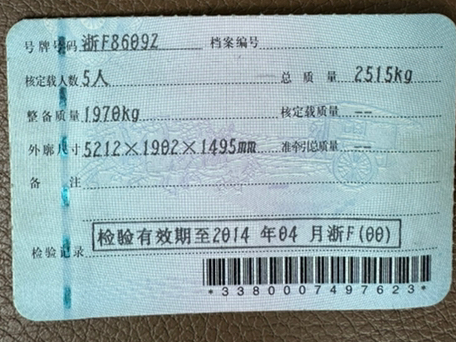 号牌号码 浙F8609Z 档案编号
核定载人数 5人 总质量 2515kg
整备质量 1970kg 核定载质量 --
外廓尺寸 5212×1902×1495mm 准牵引总质量 --
备注
检验记录 检验有效期至2014 年04 月浙F(00)
*3380007497623*